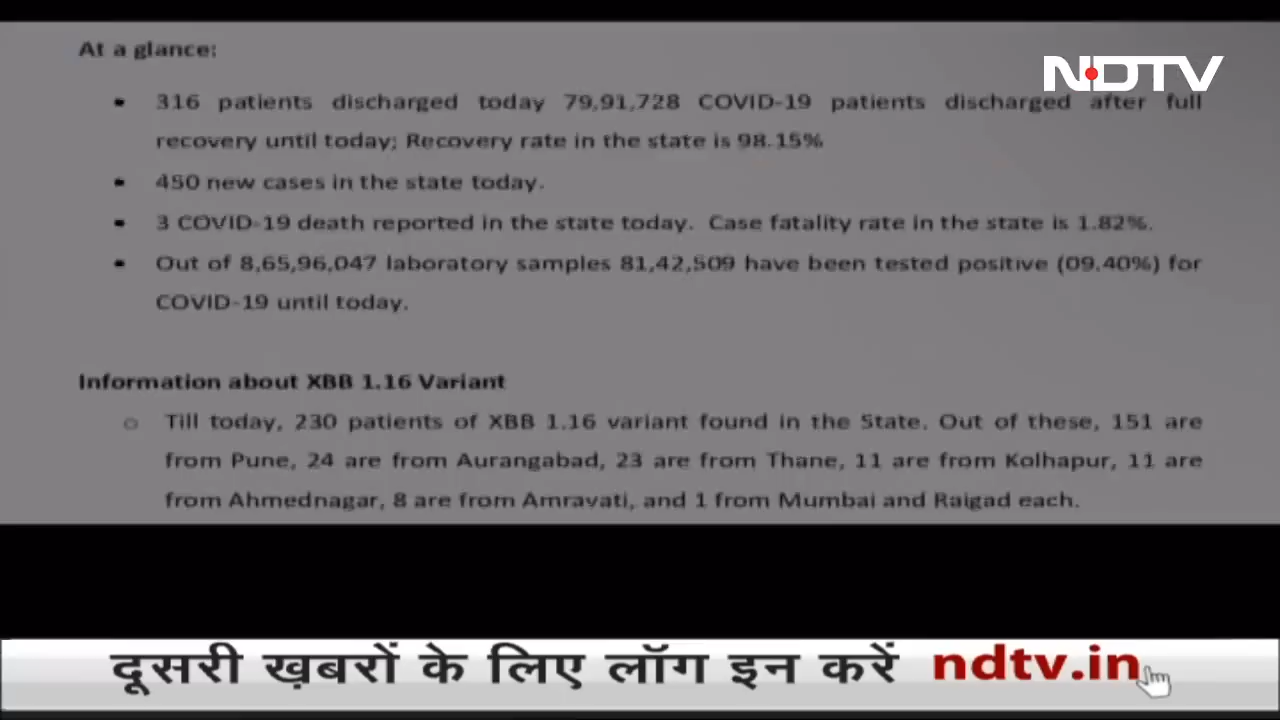 At a glance:
NDTV
316 patients discharged today 79,91,728 COVID-19 patients discharged after full
recovery until today; Recovery rate in the state is 98.15%
450 new cases in the state today.
3 COVID-19 death reported in the state today. Case fatality rate in the state is 1.82%.
Out of 8,65,96,047 laboratory samples 81,42,509 have been tested positive (09.40%) for
COVID-19 until today.
Information about XBB 1.16 Variant
Till today, 230 patients of XBB 1.16 variant found in the State. Out of these, 151 are
from Pune, 24 are from Aurangabad, 23 are from Thane, 11 are from Kolhapur, 11 are
from Ahmednagar, 8 are from Amravati, and 1 from Mumbai and Raigad each.
दूसरी ख़बरों के लिए लॉग इन करें ndtv.in